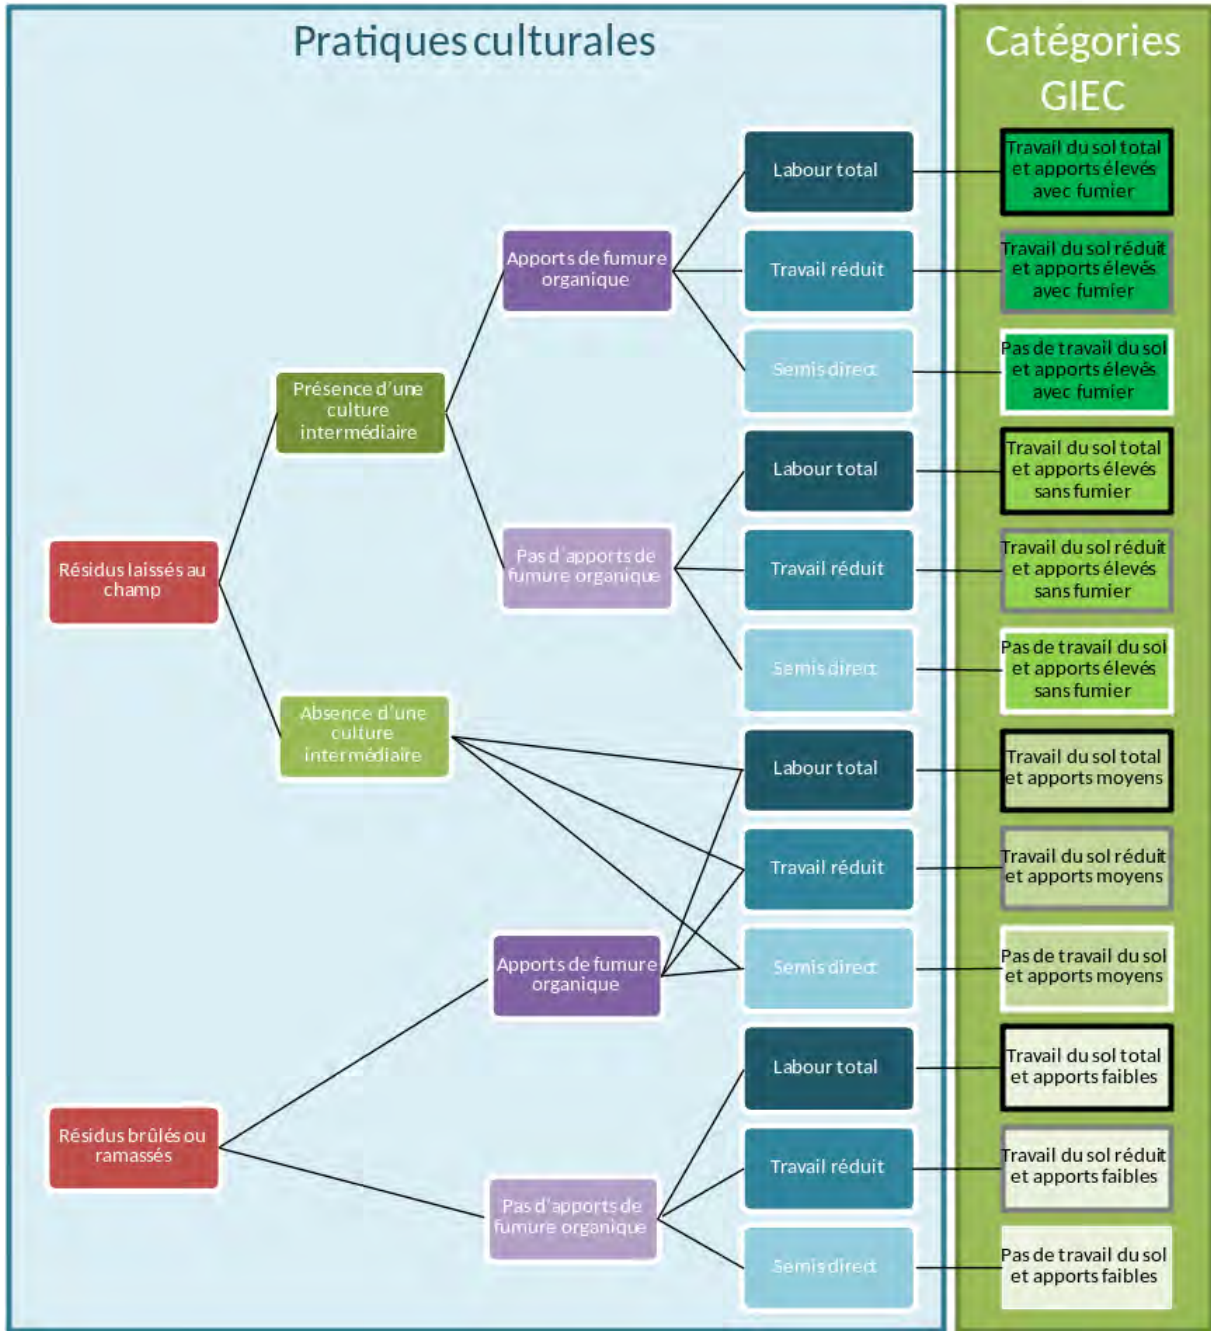 Pratiques culturales
Catégories
GIEC
Résidus laissés au
champ
Résidus brûlés ou
ramassés
Présence d'une
culture
intermédiaire
Absence d'une
culture
intermédiaire
Apports de fumure
organique
Pas d'apports de
fumure organique
Apports de fumure
organique
Pas d'apports de
fumure organique
Labour total
Travail du sol total
et apports élevés
avec fumier
Travail réduit
Travail du sol réduit
et apports élevés
avec fumier
Semis direct
Pas de travail du sol
et apports élevés
avec fumier
Labour total
Travail du sol total
et apports élevés
sans fumier
Travail réduit
Travail du sol réduit
et apports élevés
sans fumier
Semis direct
Pas de travail du sol
et apports élevés
sans fumier
Labour total
Travail du sol total
et apports moyens
Travail réduit
Travail du sol réduit
et apports moyens
Semis direct
Pas de travail du sol
et apports moyens
Labour total
Travail du sol total
et apports faibles
Travail réduit
Travail du sol réduit
et apports faibles
Semis direct
Pas de travail du sol
et apports faibles